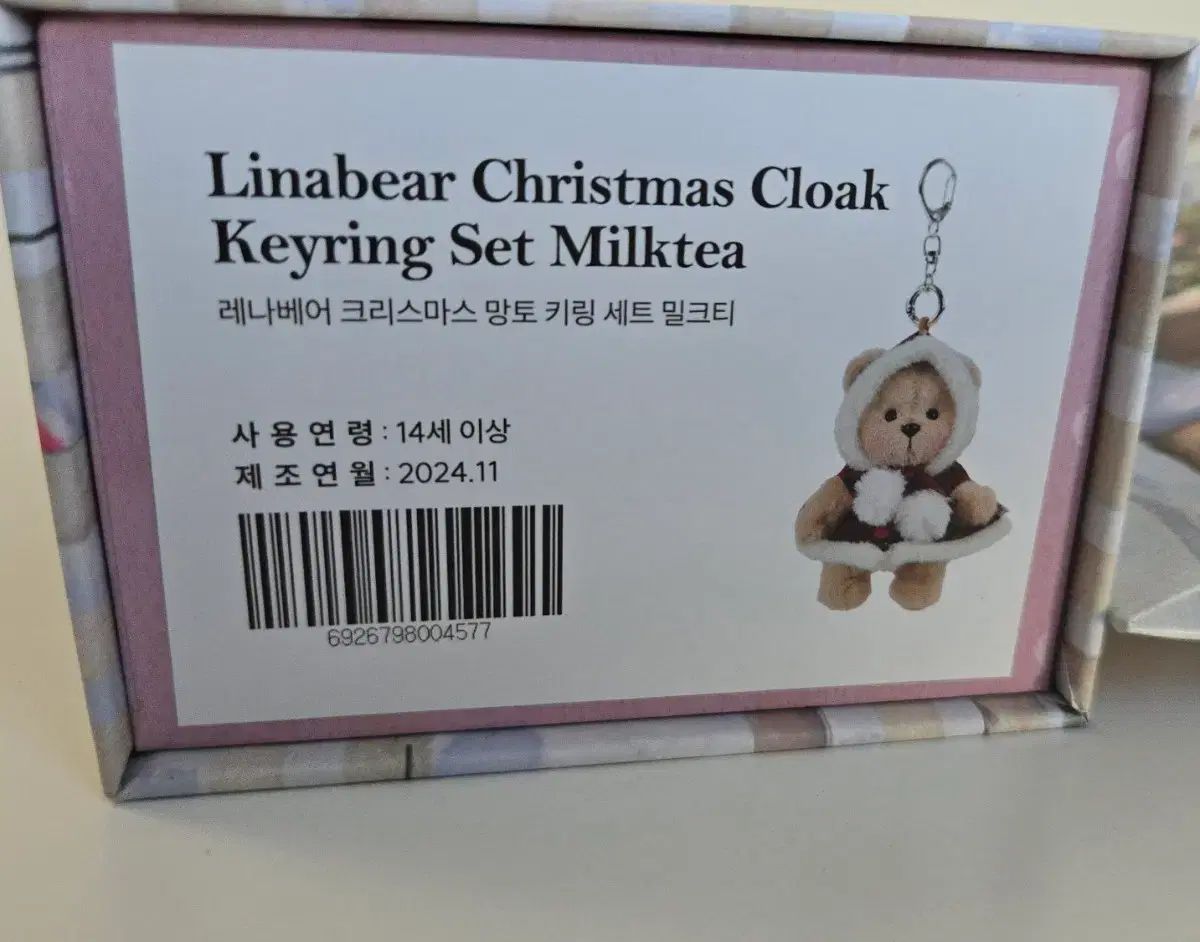 Linabear Christmas Cloak
Keyring Set Milktea
레나베어 크리스마스 망토 키링 세트 밀크티
사 용 연 령 : 14세 이상
제 조 연 월 : 2024.11
6926798004577